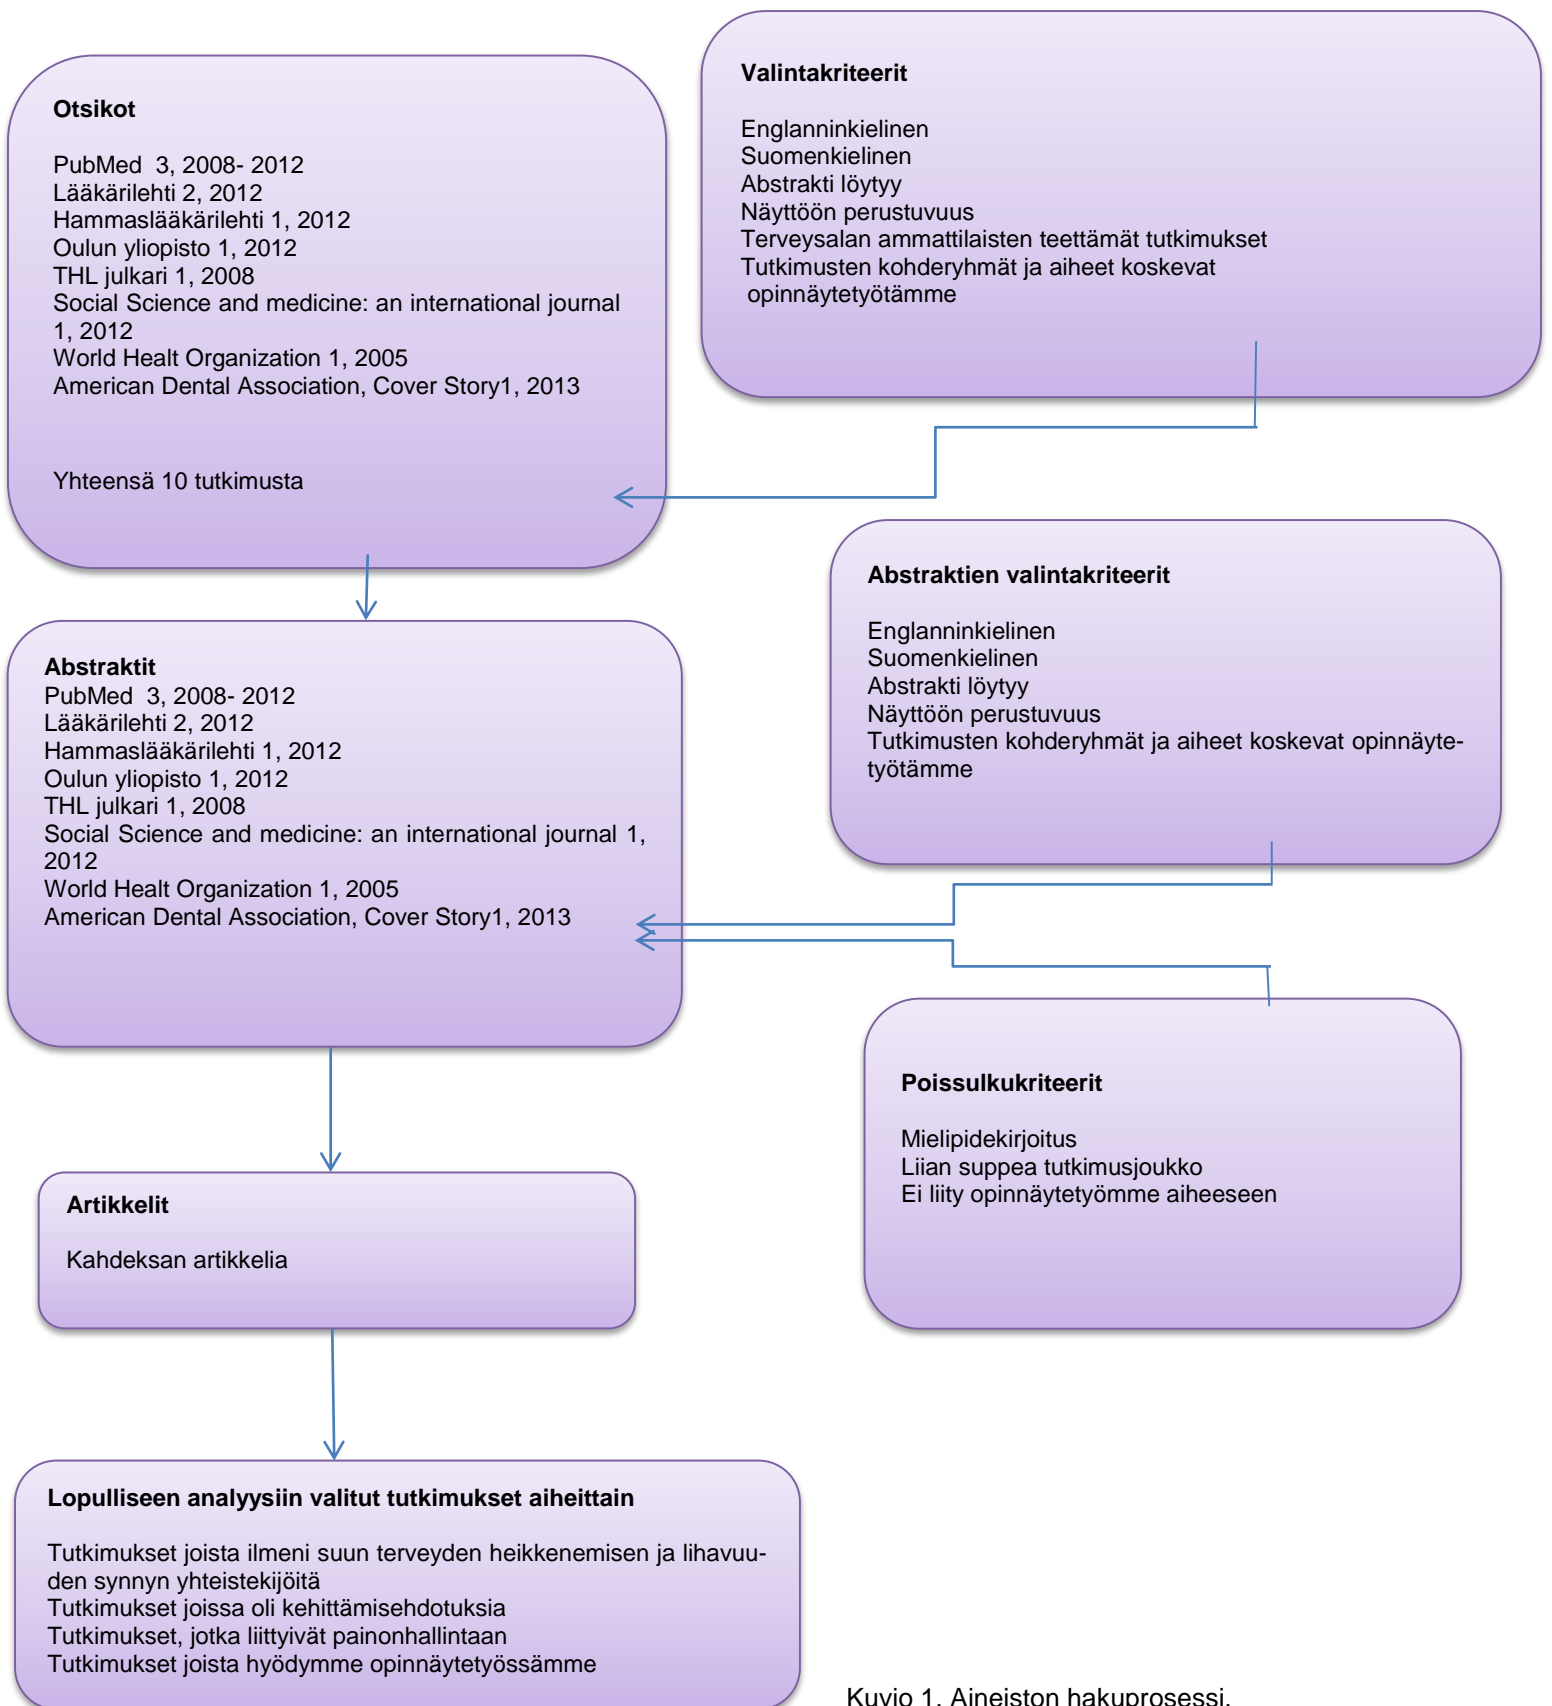 Otsikot
PubMed  3, 2008- 2012
Lääkärilehti 2, 2012
Hammaslääkärilehti 1, 2012
Oulun yliopisto 1, 2012
THL julkari 1, 2008
Social Science and medicine: an international journal
1, 2012
World Healt Organization 1, 2005
American Dental Association, Cover Story1, 2013
Yhteensä 10 tutkimusta
Valintakriteerit
Englanninkielinen
Suomenkielinen
Abstrakti löytyy
Näyttöön perustuvuus
Terveysalan ammattilaisten teettämät tutkimukset
Tutkimusten kohderyhmät ja aiheet koskevat
opinnäytetyötämme
Abstraktien valintakriteerit
Englanninkielinen
Suomenkielinen
Abstrakti löytyy
Näyttöön perustuvuus
Tutkimusten kohderyhmät ja aiheet koskevat opinnäyte-
työtämme
Abstraktit
PubMed  3, 2008- 2012
Lääkärilehti 2, 2012
Hammaslääkärilehti 1, 2012
Oulun yliopisto 1, 2012
THL julkari 1, 2008
Social Science and medicine: an international journal 1,
2012
World Healt Organization 1, 2005
American Dental Association, Cover Story1, 2013
Poissulkukriteerit
Mielipidekirjoitus
Liian suppea tutkimusjoukko
Ei liity opinnäytetyömme aiheeseen
Artikkelit
Kahdeksan artikkelia
Lopulliseen analyysiin valitut tutkimukset aiheittain
Tutkimukset joista ilmeni suun terveyden heikkenemisen ja lihavuu-
den synnyn yhteistekijöitä
Tutkimukset joissa oli kehittämisehdotuksia
Tutkimukset, jotka liittyivät painonhallintaan
Tutkimukset joista hyödymme opinnäytetyössämme
Kuvio 1. Aineiston hakuprosessi.